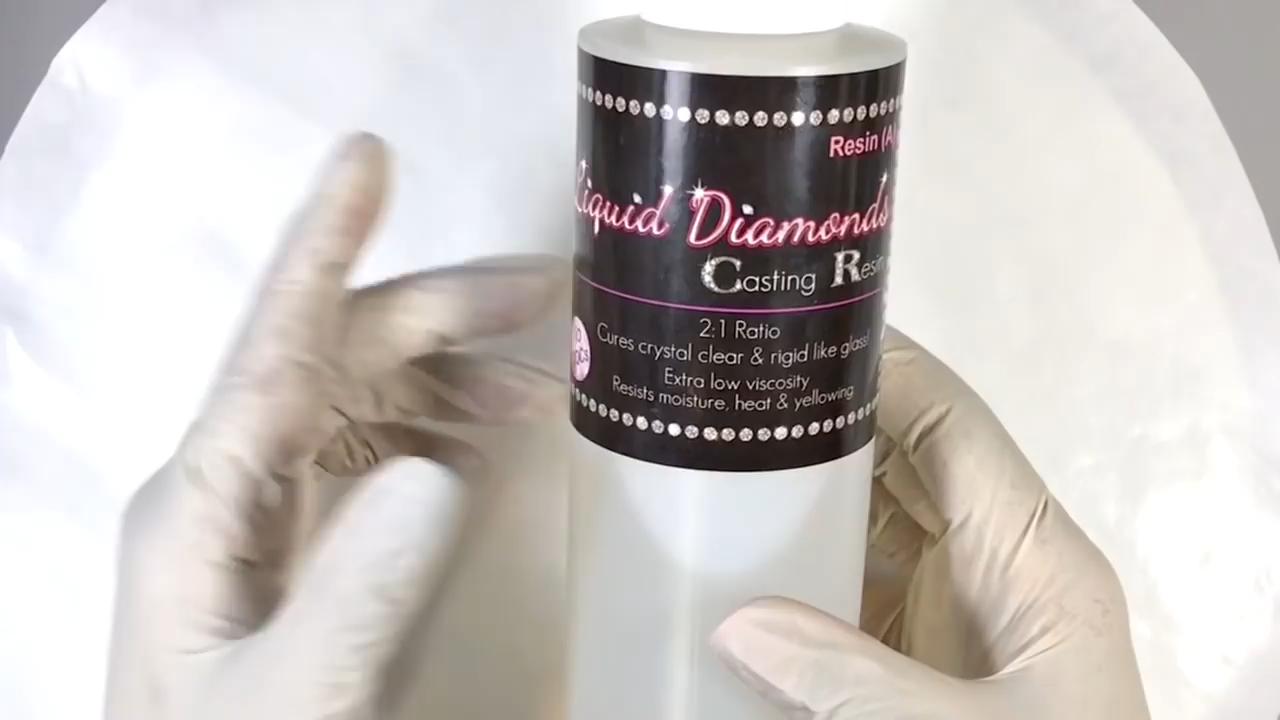 Resin (A)
Liquid Diamonds
Casting Resin
2:1 Ratio
Cures crystal clear & rigid like glass!
Extra low viscosity
Resists moisture, heat & yellowing